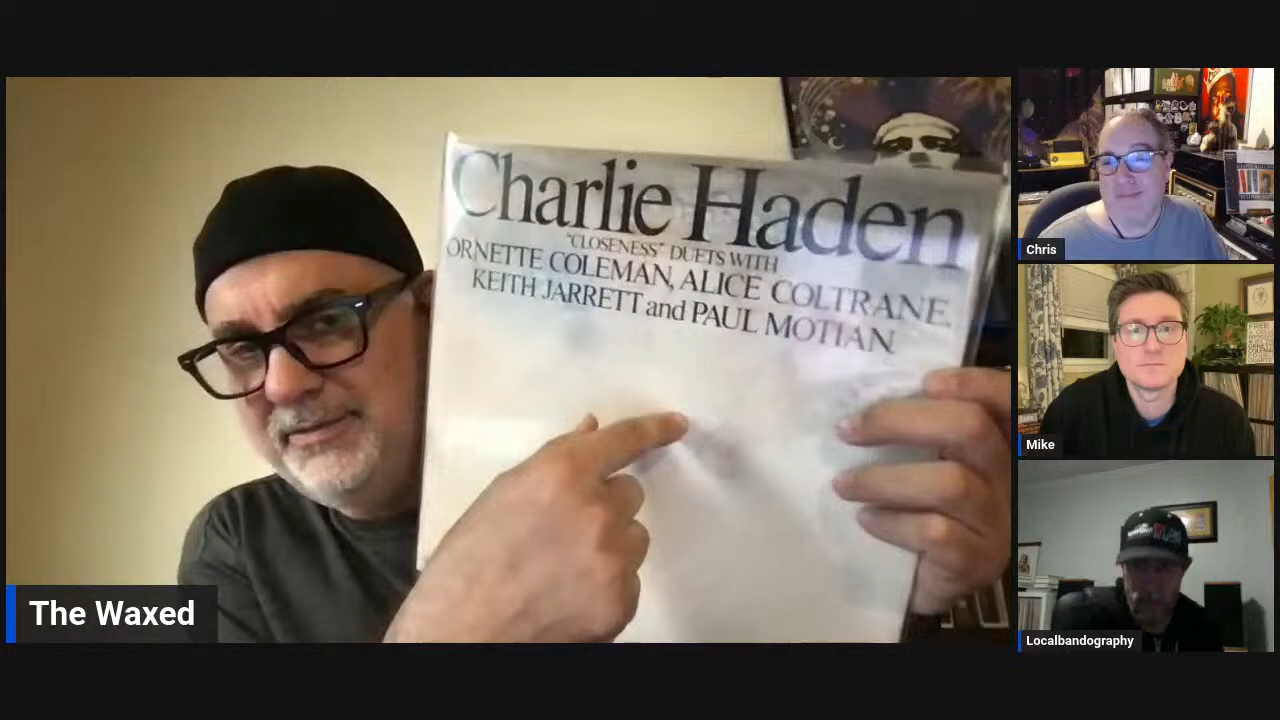 Charlie Haden
"CLOSENESS" DUETS WITH
ORNETTE COLEMAN, ALICE COLTRANE,
KEITH JARRETT and PAUL MOTIAN
The Waxed
Chris
Mike
Localbandography